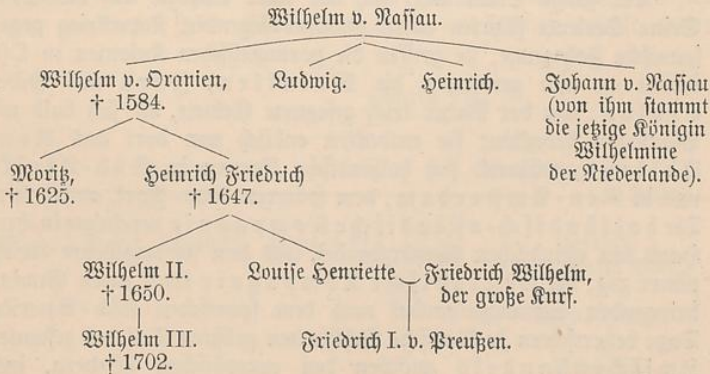 Wilhelm v. Nassau.
Wilhelm v. Oranien, Ludwig. Heinrich. Johann v. Nassau
† 1584. (von ihm stammt
die jetzige Königin
Wilhelmine
der Niederlande).
Moritz, Heinrich Friedrich
† 1625. † 1647.
Wilhelm II. Louise Henriette Friedrich Wilhelm,
† 1650. der große Kurf.
Wilhelm III. Friedrich I. v. Preußen.
† 1702.